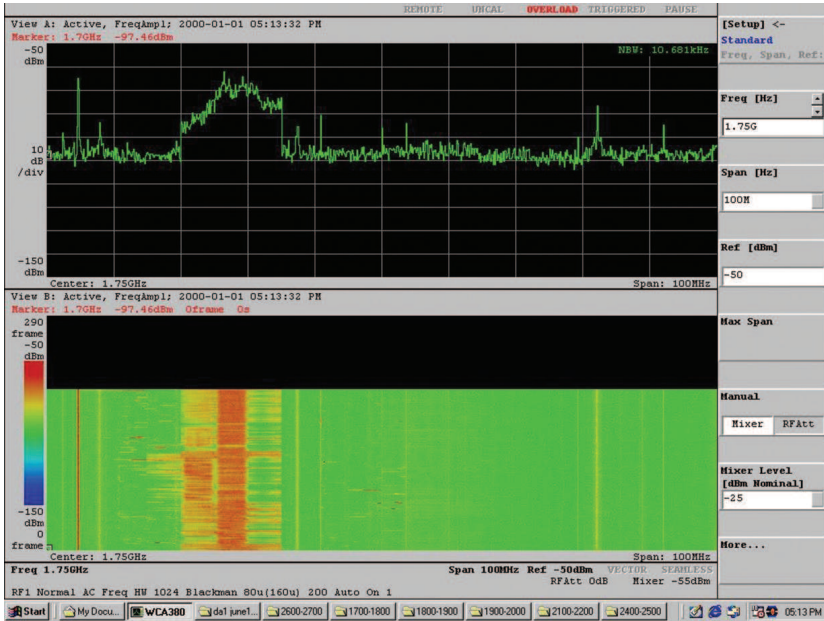 REMOTE UNCAL OVERLOAD TRIGGERED PAUSE
View A: Active, FreqAmpl; 2000-01-01 05:13:32 PM
Marker: 1.7GHz -97.46dBm
-50
dBm
NBW: 10.681kHz
10
dB
/div
-150
dBm
Center: 1.75GHz Span: 100MHz
View B: Active, FreqAmpl; 2000-01-01 05:13:32 PM
Marker: 1.7GHz -97.46dBm 0frame 0s
290
frame
-50
dBm
-150
dBm
0
frame
Center: 1.75GHz Span: 100MHz
Freq 1.75GHz Span 100MHz Ref -50dBm VECTOR SEAMLESS
RFAtt 0dB Mixer -55dBm
RF1 Normal AC Freq HW 1024 Blackman 80u(160u) 200 Auto On 1
[Setup] <-
Standard
Freq, Span, Ref:
Freq [Hz]
1.75G
Span [Hz]
100M
Ref [dBm]
-50
Max Span
Manual
Mixer RFAtt
Mixer Level
[dBm Nominal]
-25
More...
Start My Docu... WCA380 da1 june1... 2600-2700 1700-1800 1800-1900 1900-2000 2100-2200 2400-2500 05:13 PM